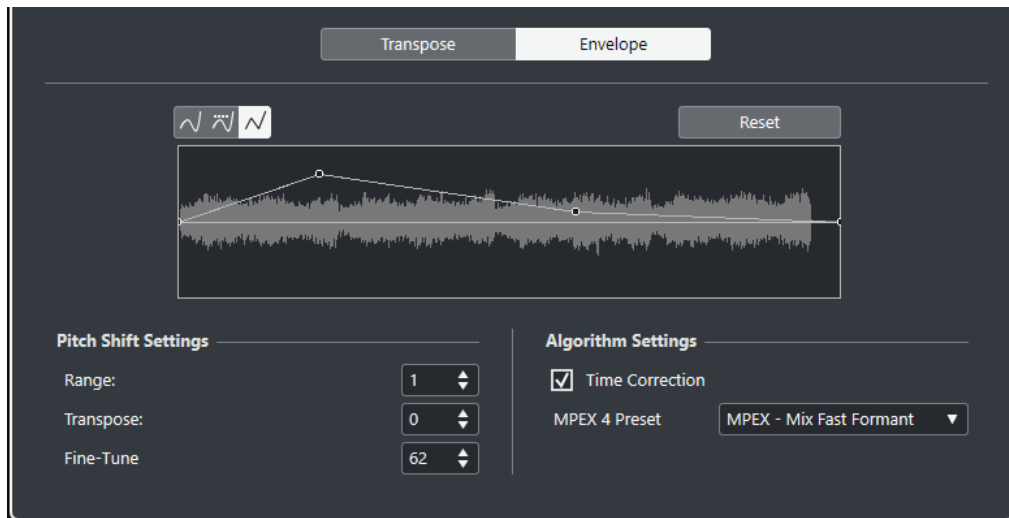 Transpose
Envelope
Reset
Pitch Shift Settings
Range:
1
Transpose:
0
Fine-Tune
62
Algorithm Settings
Time Correction
MPEX 4 Preset
MPEX - Mix Fast Formant